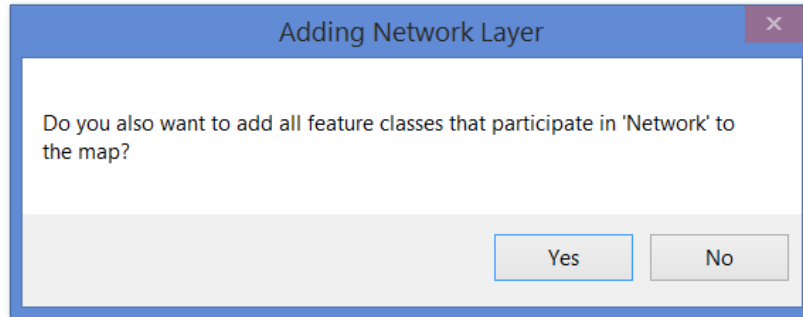 Adding Network Layer
Do you also want to add all feature classes that participate in 'Network' to
the map?
Yes
No